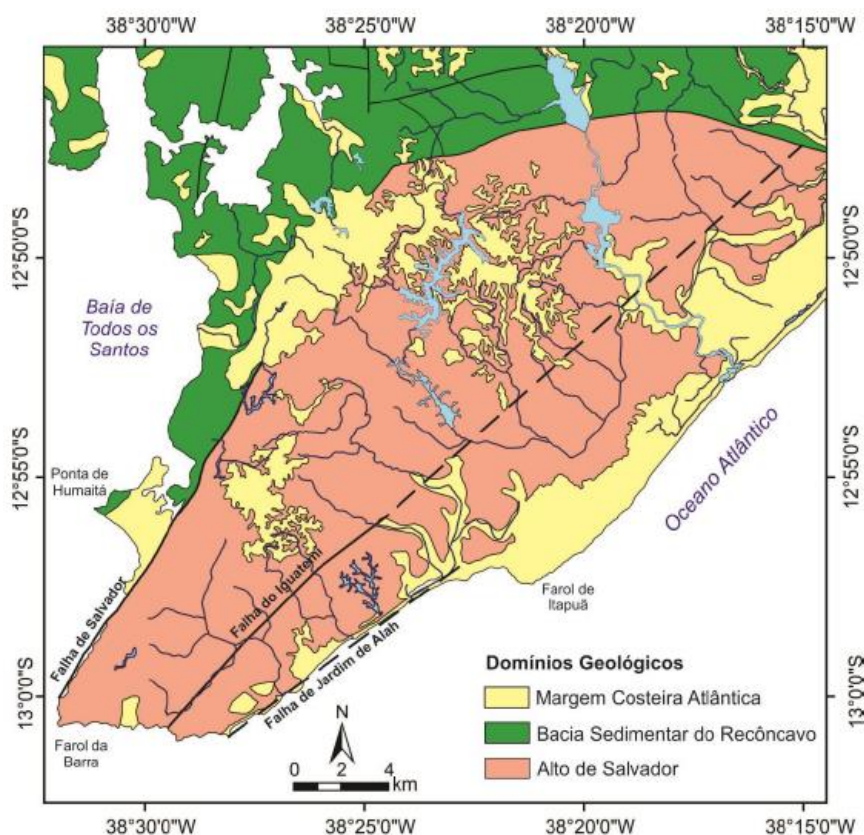 38°30'0"W
38°25'0"W
38°20'0"W
38°15'0"W
12°50'0"S
12°50'0"S
Baía de
Todos os
Santos
Oceano Atlântico
12°55'0"S
12°55'0"S
Ponta de
Humaitá
Falha de Salvador
Falha do Iguatemi
Falha de Jardim de Alah
Farol de
Itapuã
Domínios Geológicos
Margem Costeira Atlântica
Bacia Sedimentar do Recôncavo
Alto de Salvador
13°0'0"S
13°0'0"S
Farol da
Barra
N
0 2 4
km
38°30'0"W
38°25'0"W
38°20'0"W
38°15'0"W